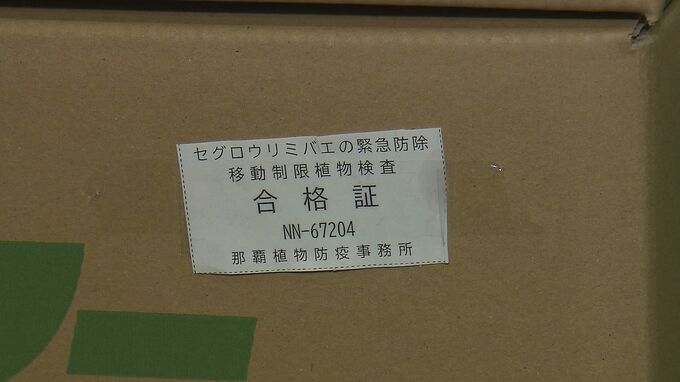 セグロウリミバエの緊急防除
移動制限植物検査
合格証
NN-67204
那覇植物防疫事務所